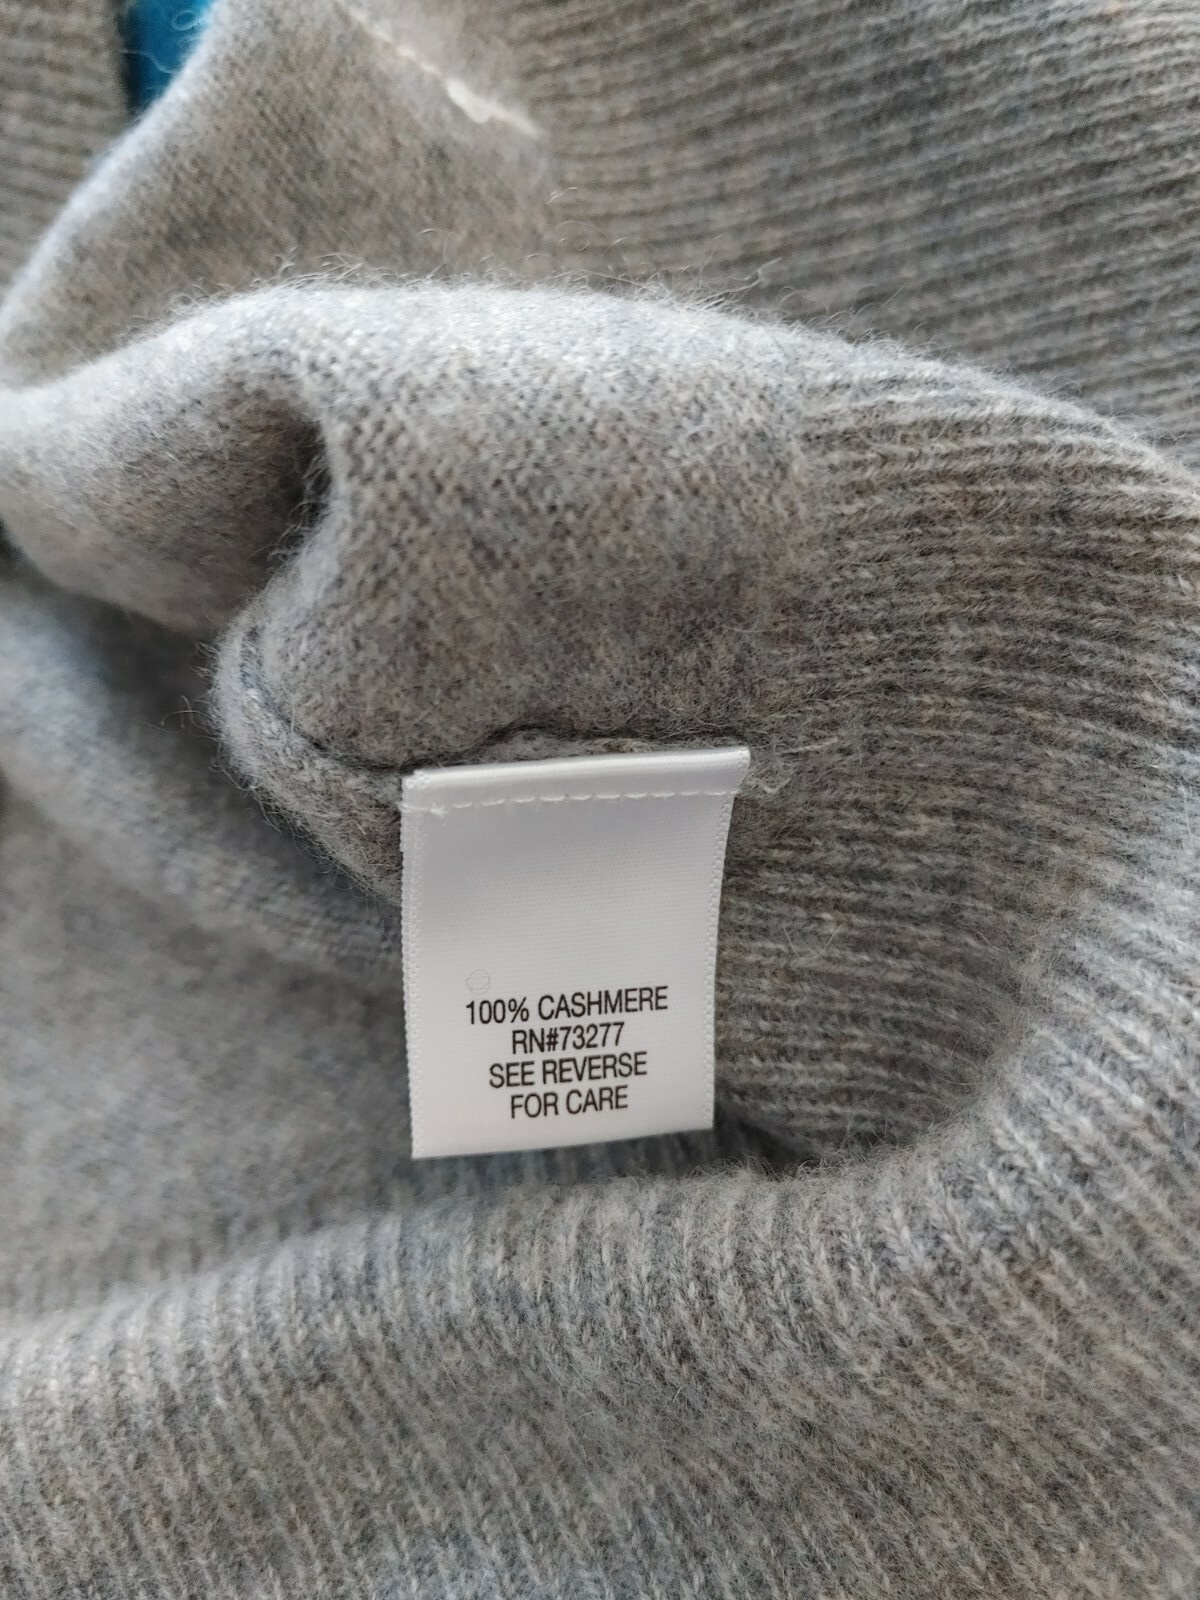 100% CASHMERE
RN#73277
SEE REVERSE
FOR CARE